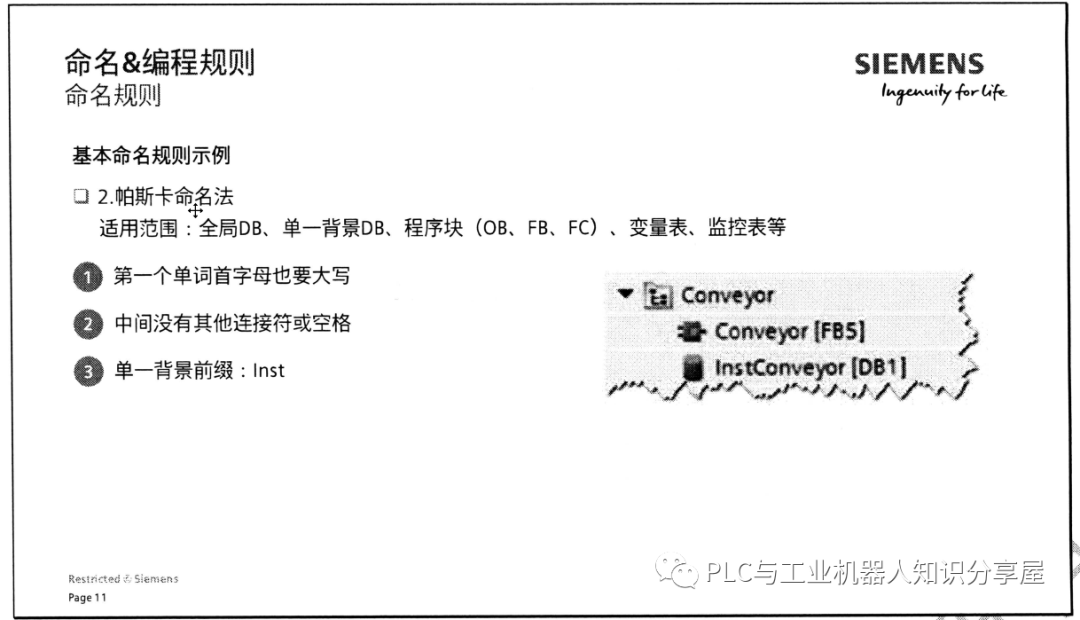 命名&编程规则
命名规则
SIEMENS
Ingenuity for life
基本命名规则示例
2.帕斯卡命名法
适用范围：全局DB、单一背景DB、程序块（OB、FB、FC）、变量表、监控表等
1 第一个单词首字母也要大写
2 中间没有其他连接符或空格
3 单一背景前缀：Inst
Conveyor
Conveyor [FB5]
InstConveyor [DB1]
Restricted © Siemens
Page 11
PLC与工业机器人知识分享屋